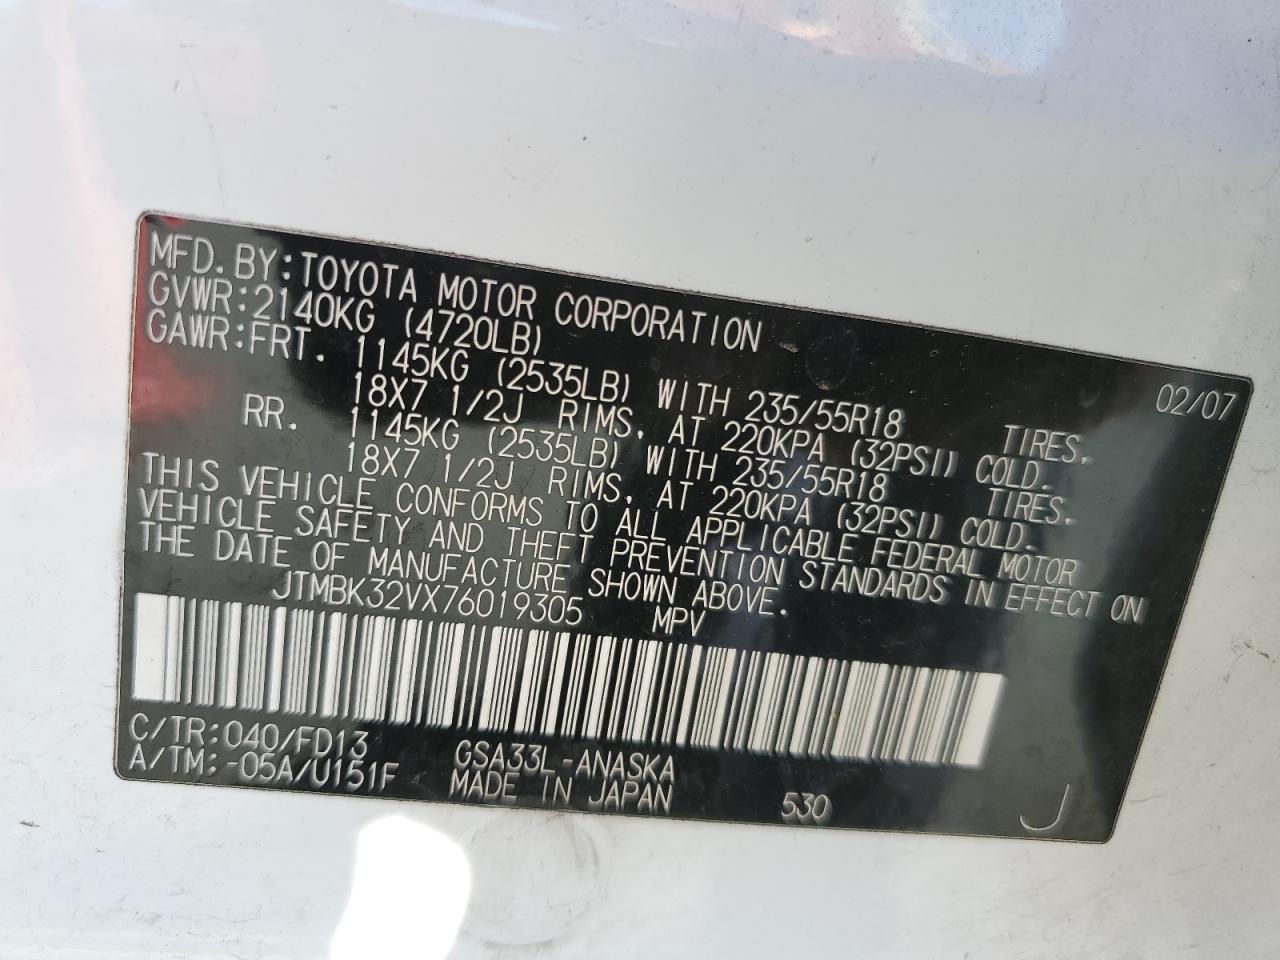 MFD. BY: TOYOTA MOTOR CORPORATION 02/07
GVWR: 2140KG (4720LB)
GAWR: FRT. 1145KG (2535LB) WITH 235/55R18 TIRES,
18X7 1/2J RIMS, AT 220KPA (32PSI) COLD.
RR. 1145KG (2535LB) WITH 235/55R18 TIRES,
18X7 1/2J RIMS, AT 220KPA (32PSI) COLD.
THIS VEHICLE CONFORMS TO ALL APPLICABLE FEDERAL MOTOR
VEHICLE SAFETY AND THEFT PREVENTION STANDARDS IN EFFECT ON
THE DATE OF MANUFACTURE SHOWN ABOVE.
JTMBK32VX76019305 MPV
C/TR: 040/FD13 GSA33L-ANASKA
A/TM: -05A/U151F MADE IN JAPAN 530 J